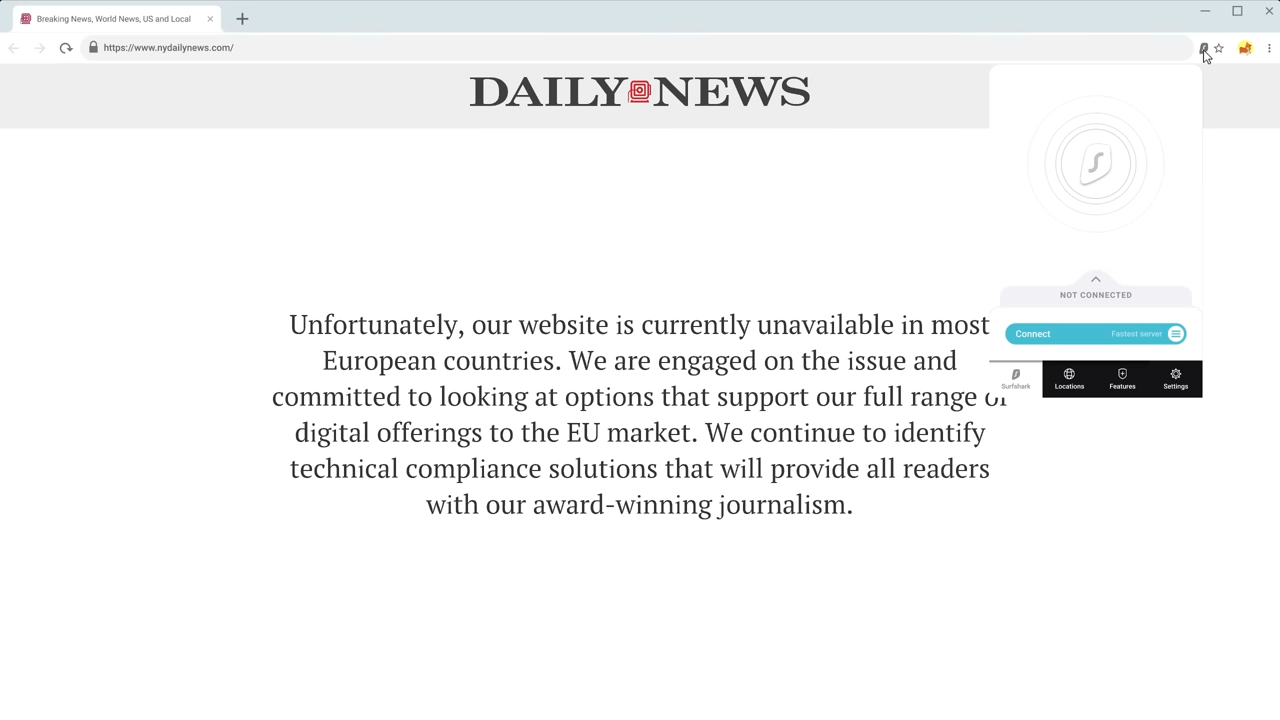 Breaking News, World News, US and Local
https://www.nydailynews.com/
DAILY NEWS
Unfortunately, our website is currently unavailable in most
European countries. We are engaged on the issue and
committed to looking at options that support our full range of
digital offerings to the EU market. We continue to identify
technical compliance solutions that will provide all readers
with our award-winning journalism.
NOT CONNECTED
Connect Fastest server
Surfshark Locations Features Settings